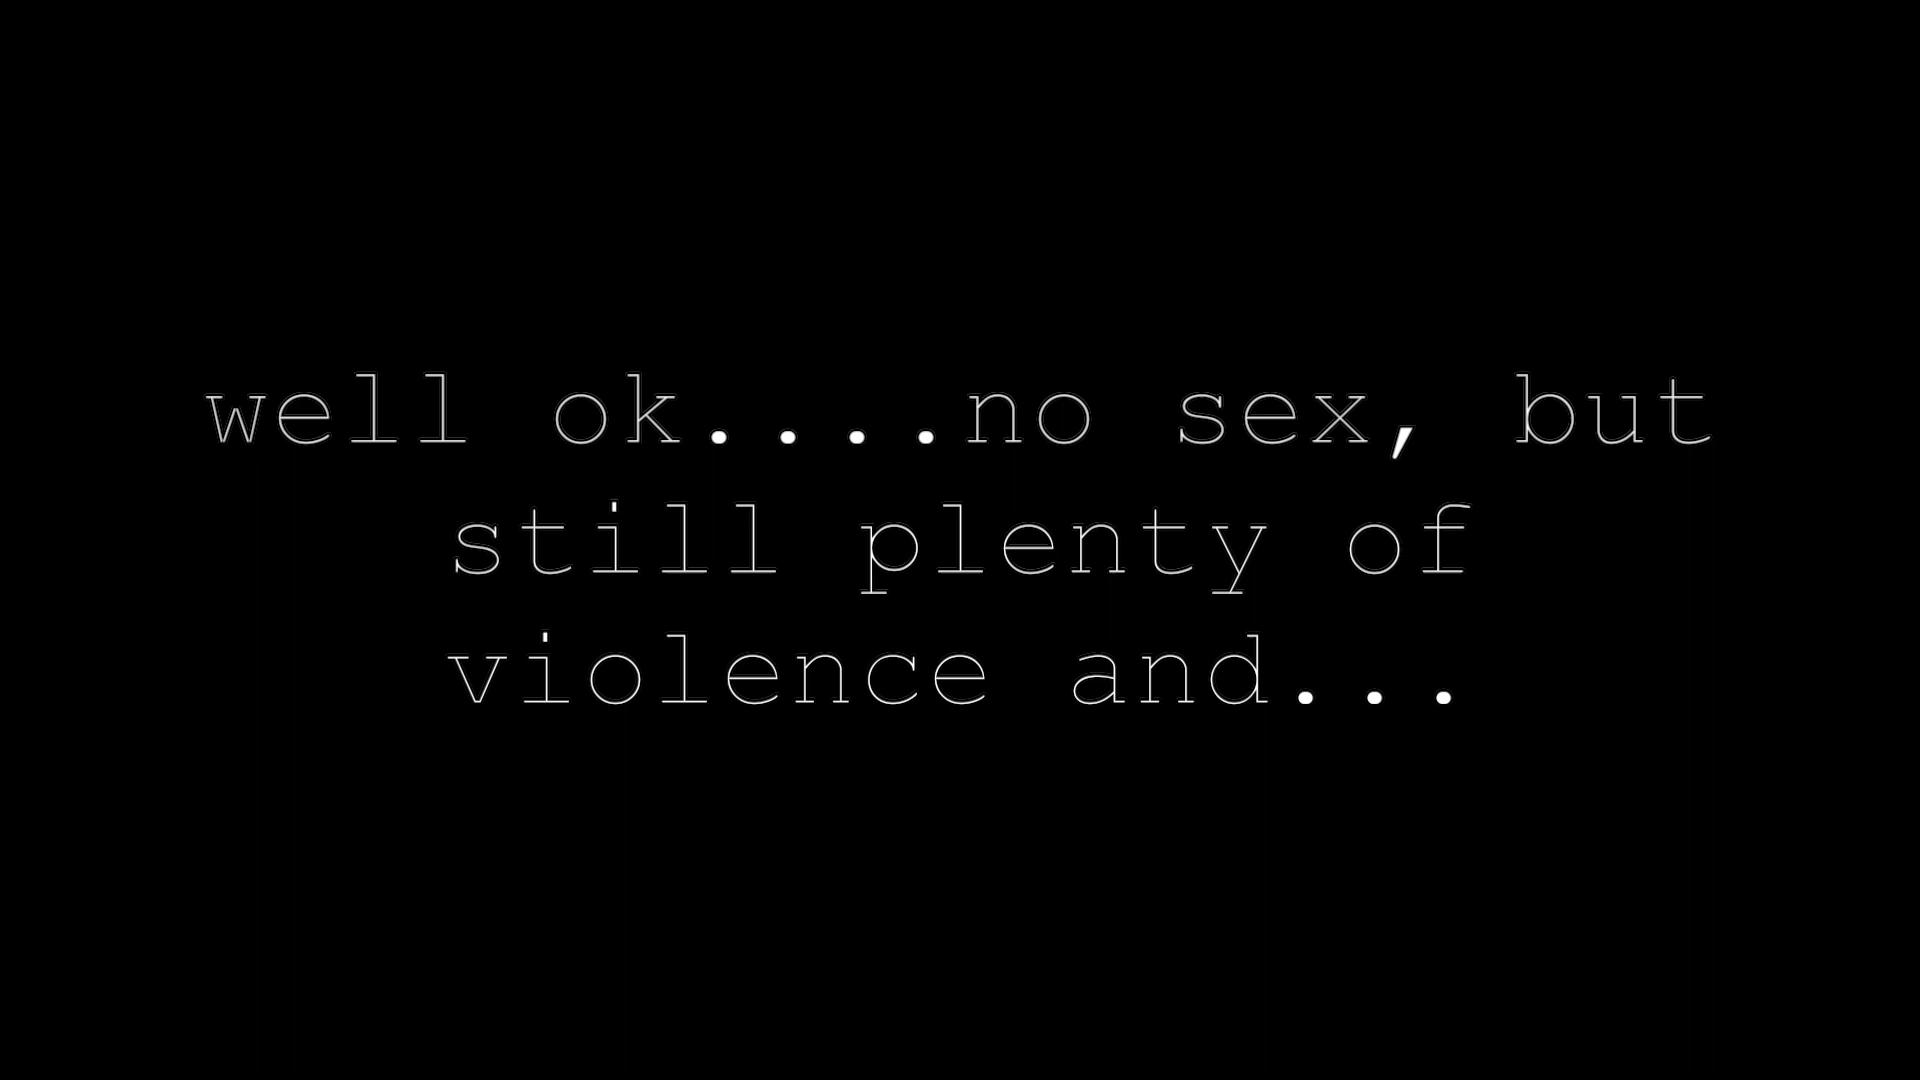 well ok....no sex, but
still plenty of
violence and...